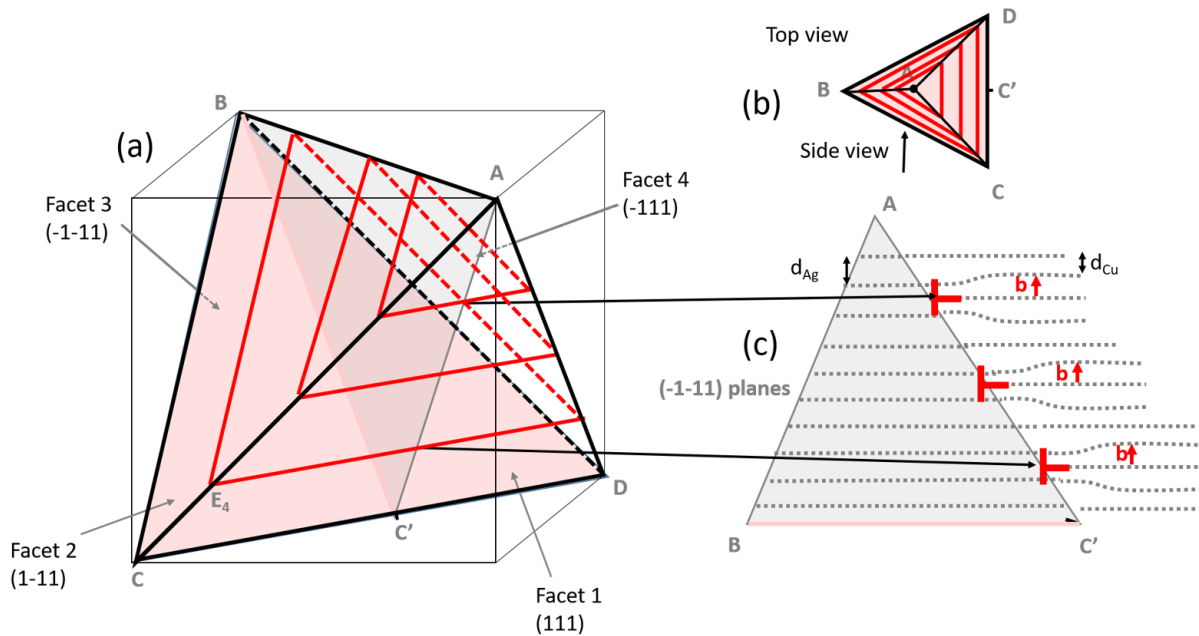 (a)
B
A
Facet 3
(-1-11)
Facet 4
(-111)
E4
C'
D
C
Facet 2
(1-11)
Facet 1
(111)
Top view
(b)
D
A
B
C'
Side view
C
A
dAg
dCu
b
(c)
b
(-1-11) planes
b
B
C'